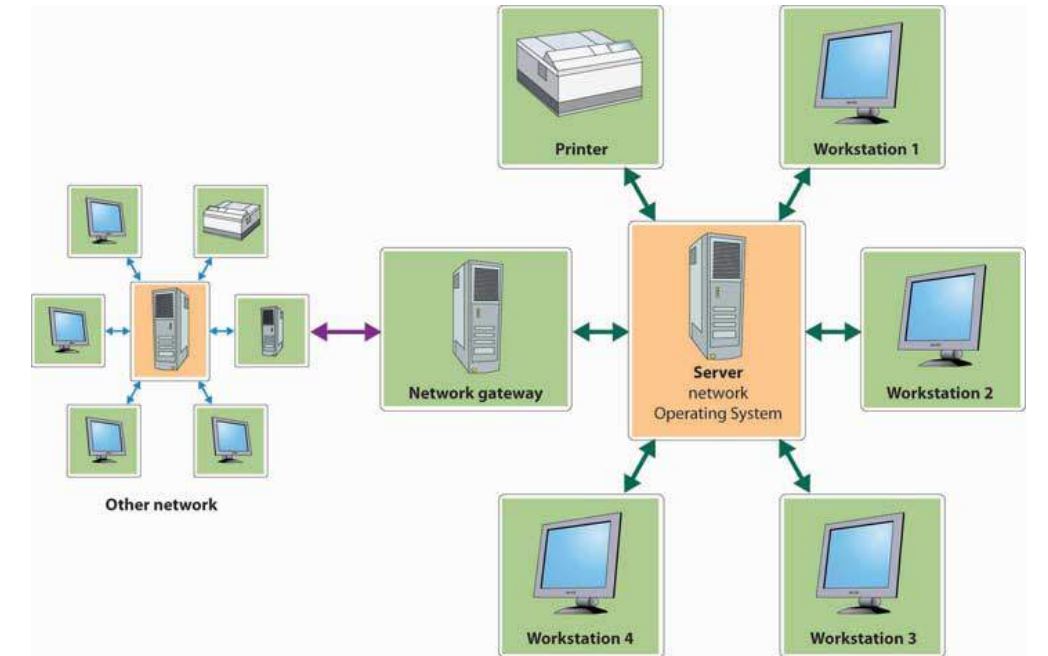 Printer
Workstation 1
Network gateway
Server
network
Operating System
Workstation 2
Other network
Workstation 4
Workstation 3